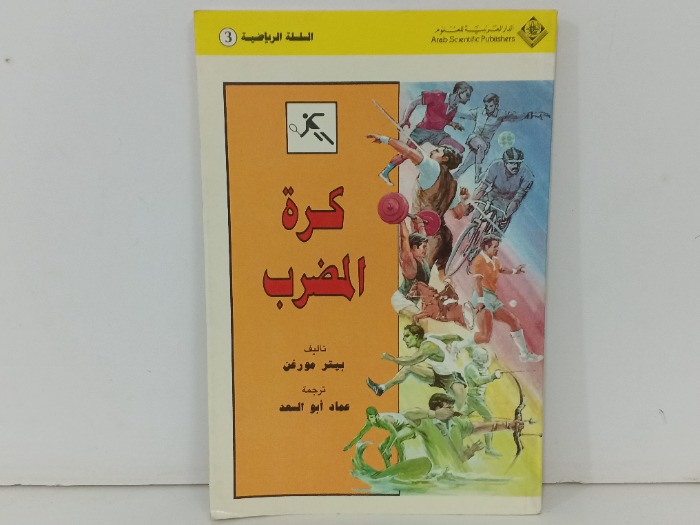 السلسلة الرياضية 3
الدار العربية للعلوم
Arab Scientific Publishers
كرة
المضرب
تأليف
بيتر مورغن
ترجمة
عماد أبو السعد